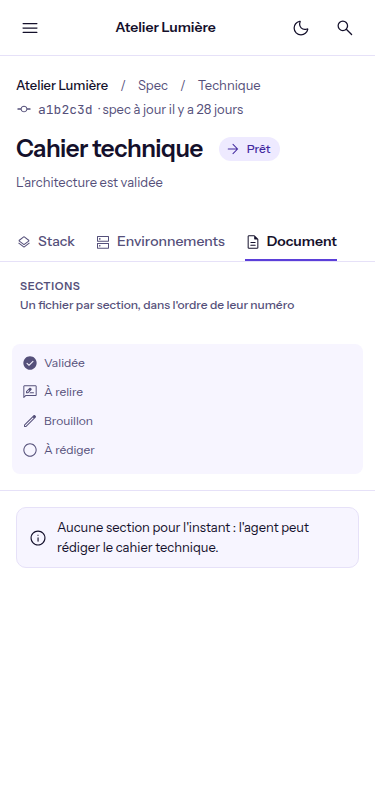 Atelier Lumière
Atelier Lumière / Spec / Technique
a1b2c3d · spec à jour il y a 28 jours
Cahier technique
Prêt
L'architecture est validée
Stack Environnements Document
SECTIONS
Un fichier par section, dans l'ordre de leur numéro
Validée
À relire
Brouillon
À rédiger
Aucune section pour l'instant : l'agent peut
rédiger le cahier technique.